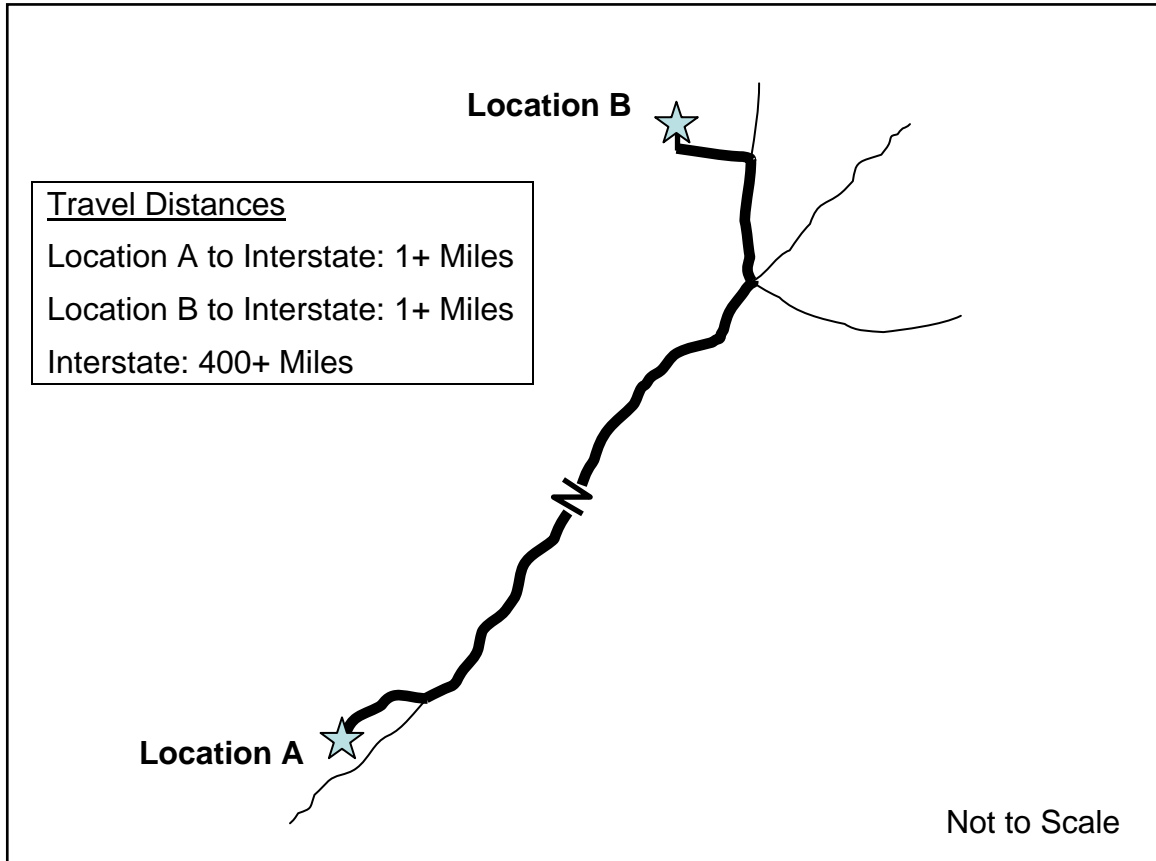 Location B
Travel Distances
Location A to Interstate: 1+ Miles
Location B to Interstate: 1+ Miles
Interstate: 400+ Miles
Location A
Not to Scale